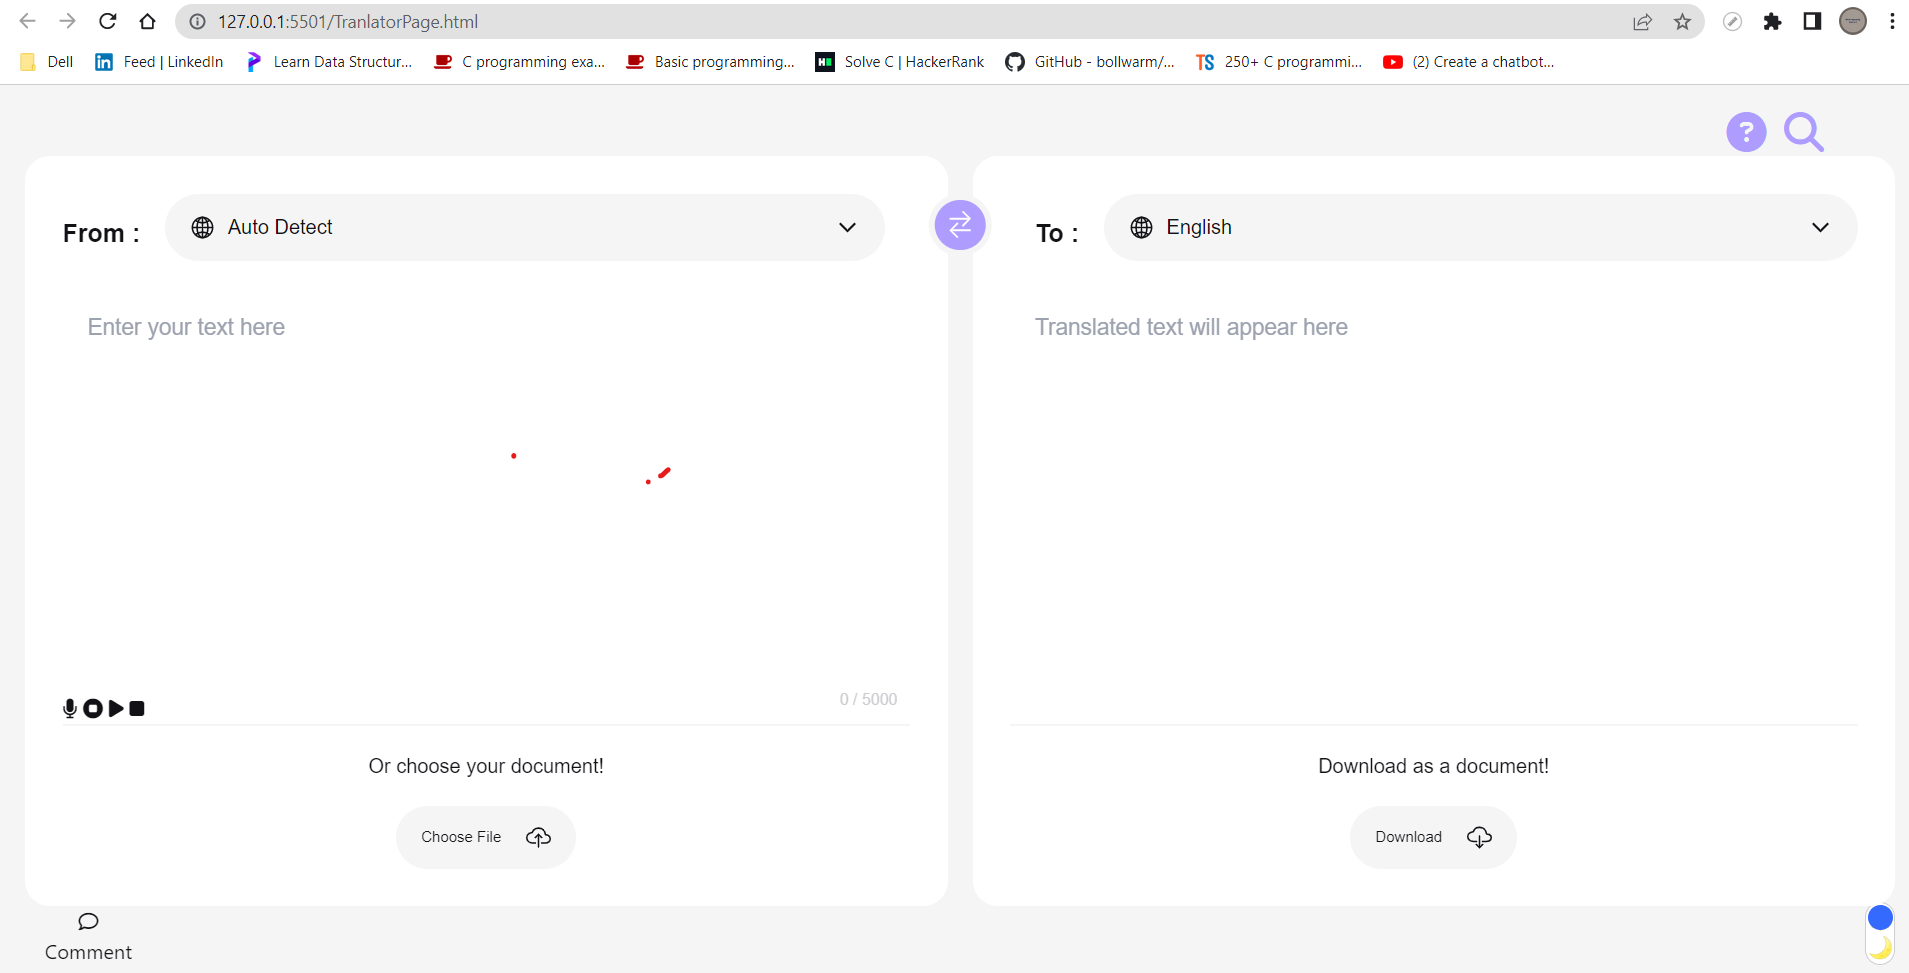 127.0.0.1:5501/TranlatorPage.html
Dell
Feed | LinkedIn
Learn Data Structur...
C programming exa...
Basic programming...
Solve C | HackerRank
GitHub - bollwarm/...
250+ C programmi...
(2) Create a chatbot...
?
From :
Auto Detect
To :
English
Enter your text here
Translated text will appear here
0 / 5000
Or choose your document!
Download as a document!
Choose File
Download
Comment